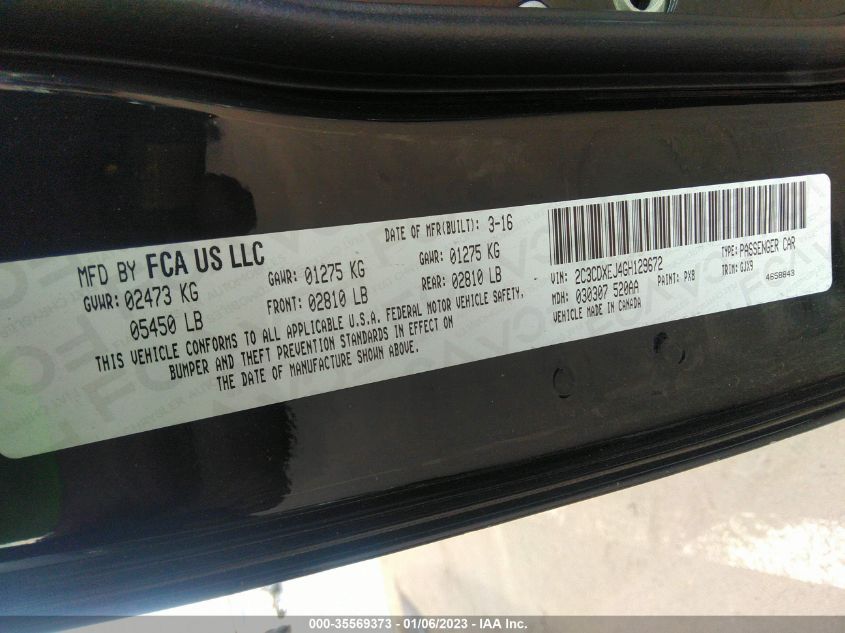 MFD BY FCA US LLC
DATE OF MFR(BUILT): 3-16
GVWR: 02473 KG
05450 LB
GAWR: 01275 KG
FRONT: 02810 LB
GAWR: 01275 KG
REAR: 02810 LB
THIS VEHICLE CONFORMS TO ALL APPLICABLE U.S.A. FEDERAL MOTOR VEHICLE SAFETY,
BUMPER AND THEFT PREVENTION STANDARDS IN EFFECT ON
THE DATE OF MANUFACTURE SHOWN ABOVE.
VIN: 2C3CDXEJ4GH129672
TYPE: PASSENGER CAR
MDH: 030307 520AA
PAINT: PX8
TRIM: GJX9
VEHICLE MADE IN CANADA
4658843
000-35569373 - 01/06/2023 - IAA Inc.